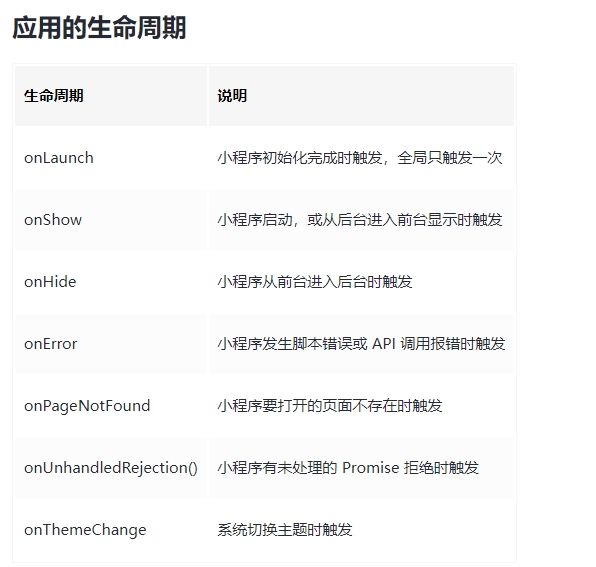 应用的生命周期
生命周期 说明
onLaunch 小程序初始化完成时触发，全局只触发一次
onShow 小程序启动，或从后台进入前台显示时触发
onHide 小程序从前台进入后台时触发
onError 小程序发生脚本错误或 API 调用报错时触发
onPageNotFound 小程序要打开的页面不存在时触发
onUnhandledRejection() 小程序有未处理的 Promise 拒绝时触发
onThemeChange 系统切换主题时触发